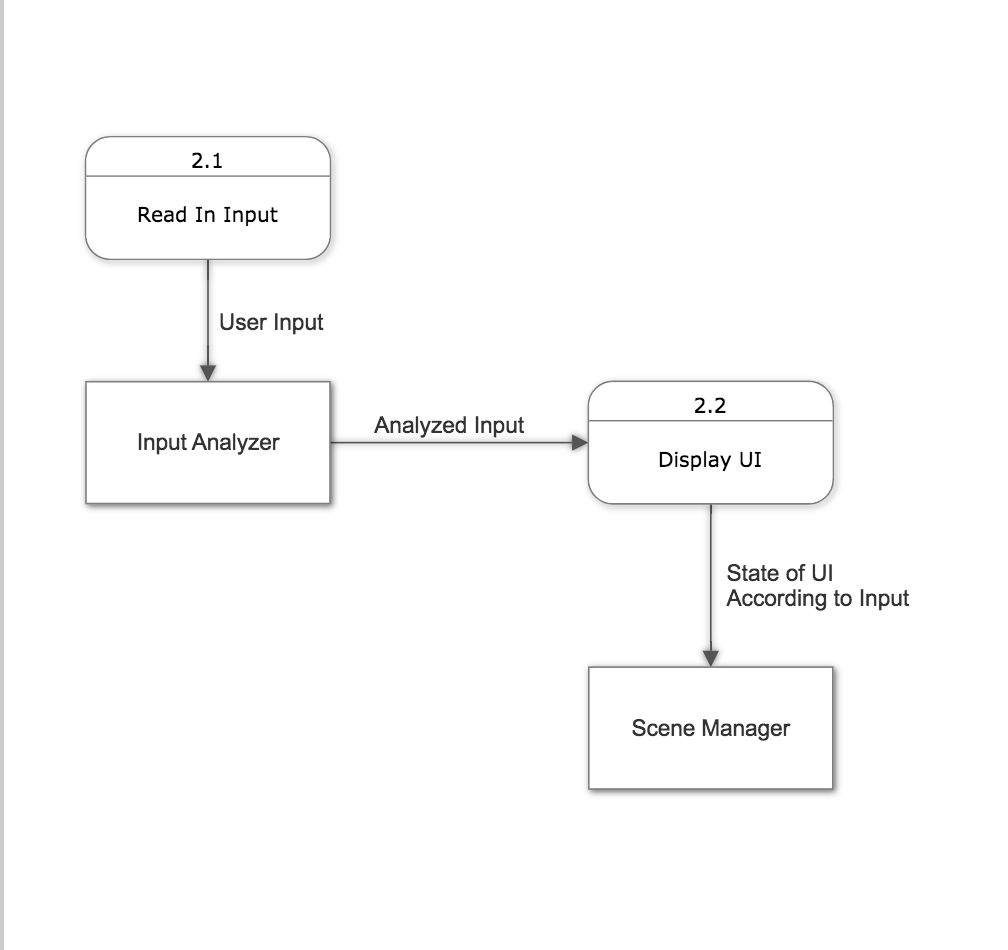 2.1
Read In Input
User Input
Input Analyzer
Analyzed Input
2.2
Display UI
State of UI
According to Input
Scene Manager